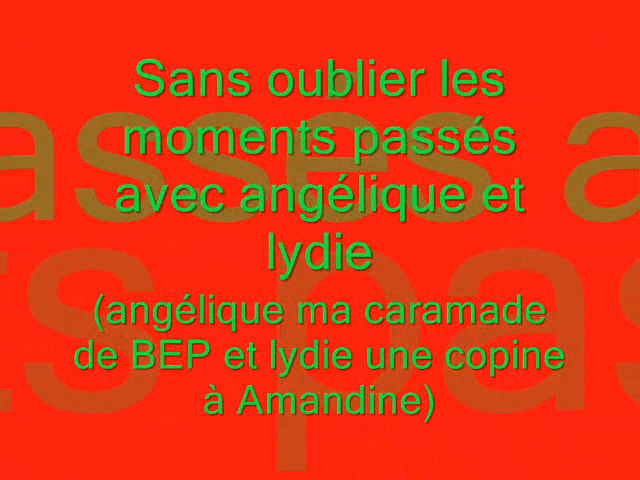 Sans oublier les
moments passés
avec angélique et
lydie
(angélique ma caramade
de BEP et lydie une copine
à Amandine)